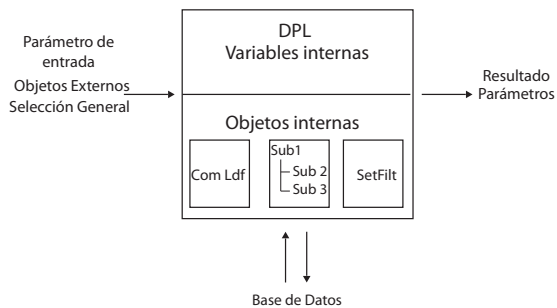 Parámetro de
entrada
Objetos Externos
Selección General
DPL
Variables internas
Resultado
Parámetros
Objetos internas
Com Ldf
Sub1
Sub 2
Sub 3
SetFilt
Base de Datos